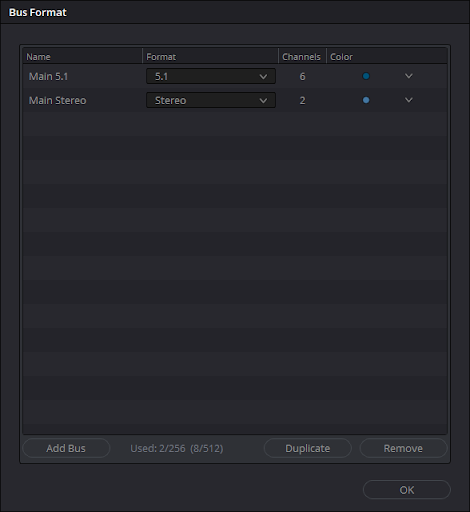 Bus Format
Name Format Channels Color
Main 5.1 5.1 6
Main Stereo Stereo 2
Add Bus Used: 2/256 (8/512) Duplicate Remove
OK